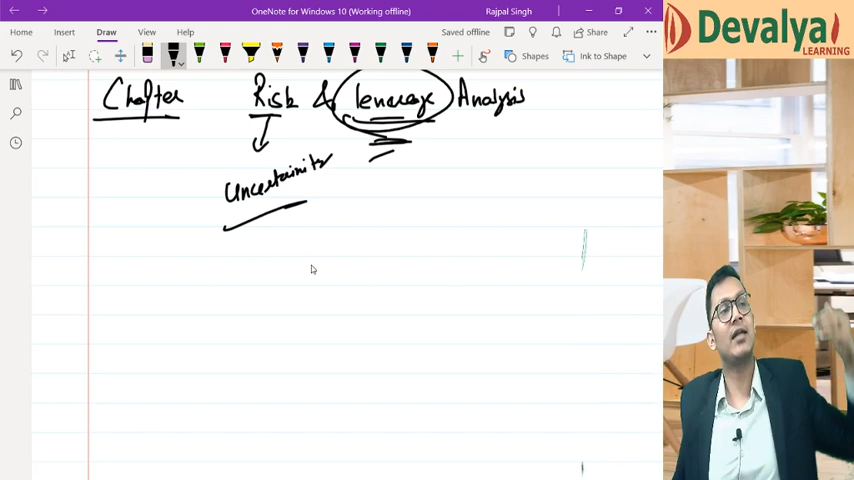 OneNote for Windows 10 (Working offline)
Rajpal Singh
Home Insert Draw View Help
Saved offline
Share
Shapes
Ink to Shape
Devalya
LEARNING
Chapter Risk & leverage Analysis
Uncertainity